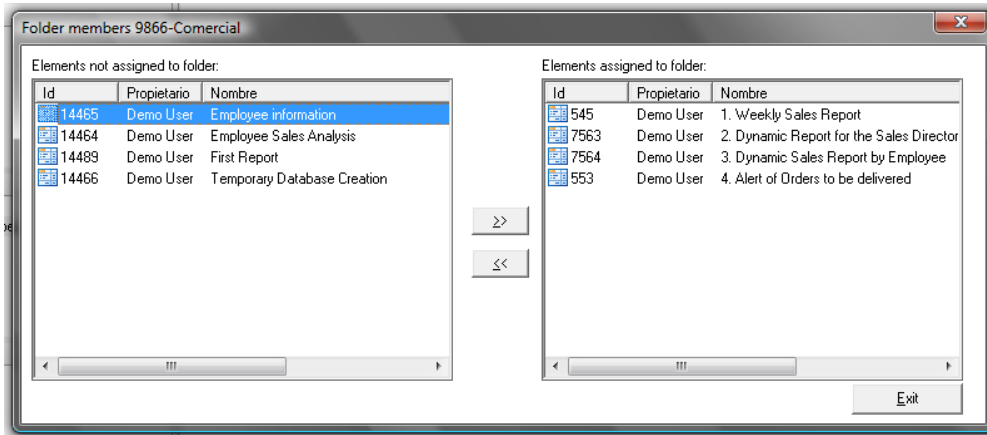 Folder members 9866-Comercial
Elements not assigned to folder:
Id Propietario Nombre
14465 Demo User Employee information
14464 Demo User Employee Sales Analysis
14489 Demo User First Report
14466 Demo User Temporary Database Creation
>>
<<
Elements assigned to folder:
Id Propietario Nombre
545 Demo User 1. Weekly Sales Report
7563 Demo User 2. Dynamic Report for the Sales Director
7564 Demo User 3. Dynamic Sales Report by Employee
553 Demo User 4. Alert of Orders to be delivered
Exit